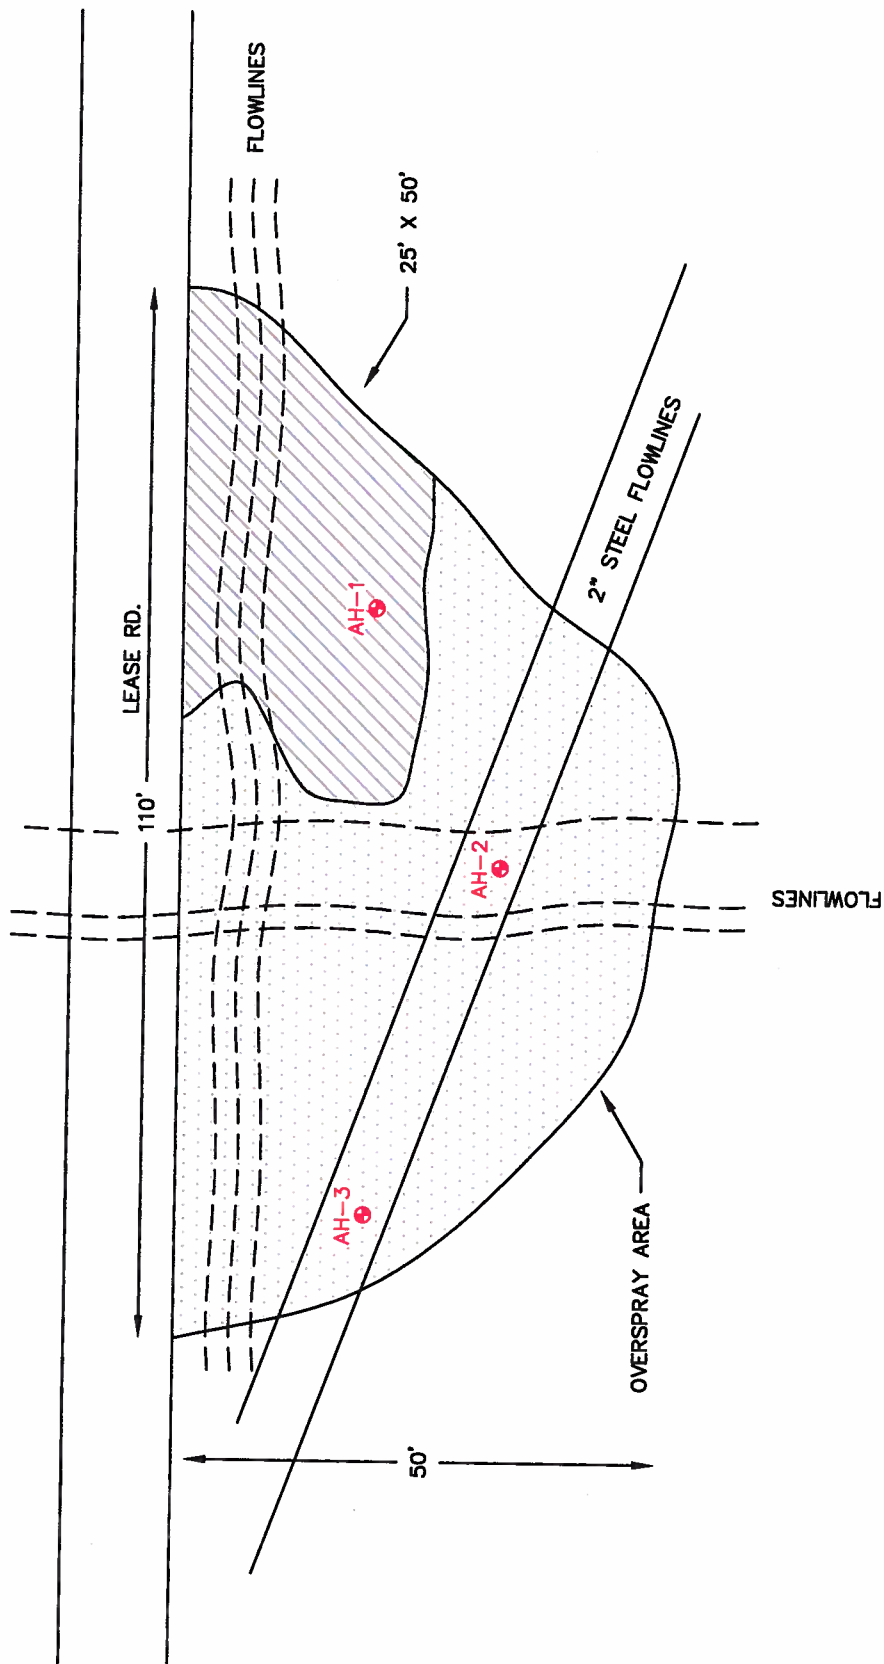 LEASE RD.
110'
FLOWLINES
25' X 50'
AH-1
2" STEEL FLOWLINES
AH-2
FLOWLINES
AH-3
OVERSPRAY AREA
50'